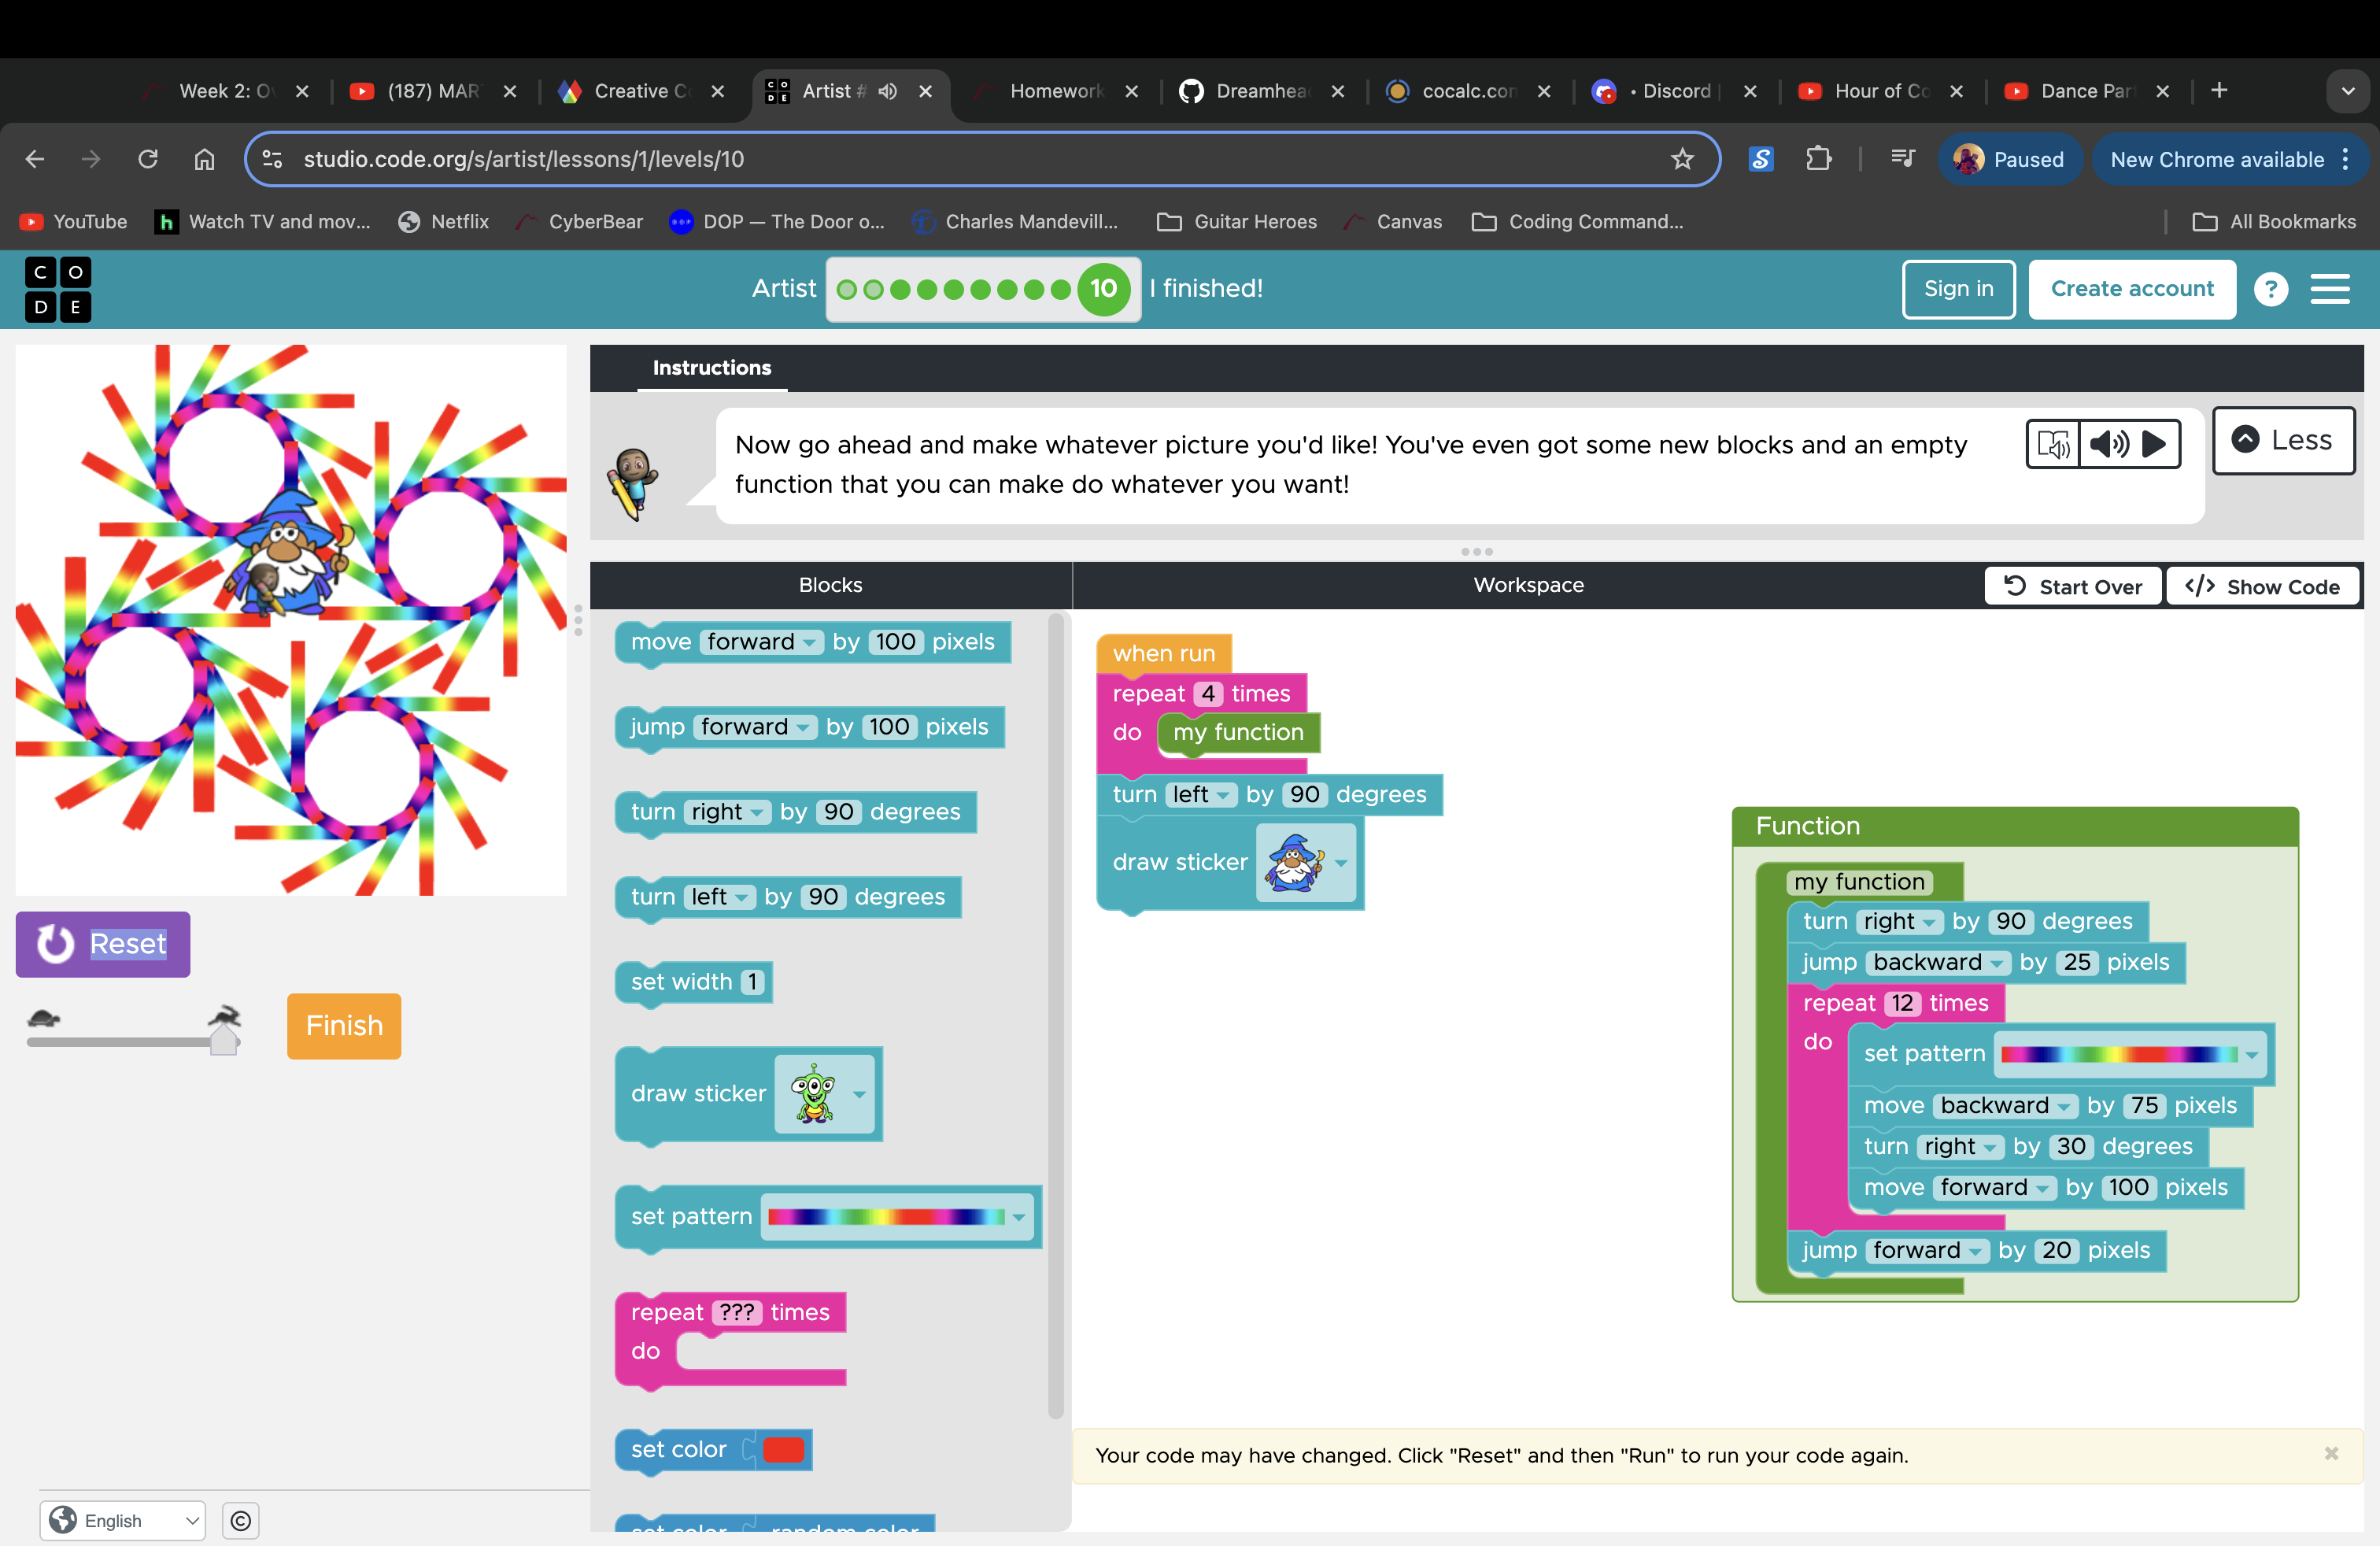 Week 2: O
(187) MAR
Creative C
Artist #
Homework
Dreamhea
cocalc.con
• Discord |
Hour of Co
Dance Par
studio.code.org/s/artist/lessons/1/levels/10
Paused
New Chrome available
YouTube
Watch TV and mov...
Netflix
CyberBear
DOP — The Door o...
Charles Mandevill...
Guitar Heroes
Canvas
Coding Command...
All Bookmarks
C O
D E
Artist
10
I finished!
Sign in
Create account
?
Instructions
Now go ahead and make whatever picture you'd like! You've even got some new blocks and an empty
function that you can make do whatever you want!
Less
Blocks
Workspace
Start Over
</> Show Code
move forward by 100 pixels
jump forward by 100 pixels
turn right by 90 degrees
turn left by 90 degrees
set width 1
draw sticker
set pattern
repeat ??? times
do
set color
set color random color
when run
repeat 4 times
do my function
turn left by 90 degrees
draw sticker
Function
my function
turn right by 90 degrees
jump backward by 25 pixels
repeat 12 times
do set pattern
move backward by 75 pixels
turn right by 30 degrees
move forward by 100 pixels
jump forward by 20 pixels
Reset
Finish
Your code may have changed. Click "Reset" and then "Run" to run your code again.
English
©